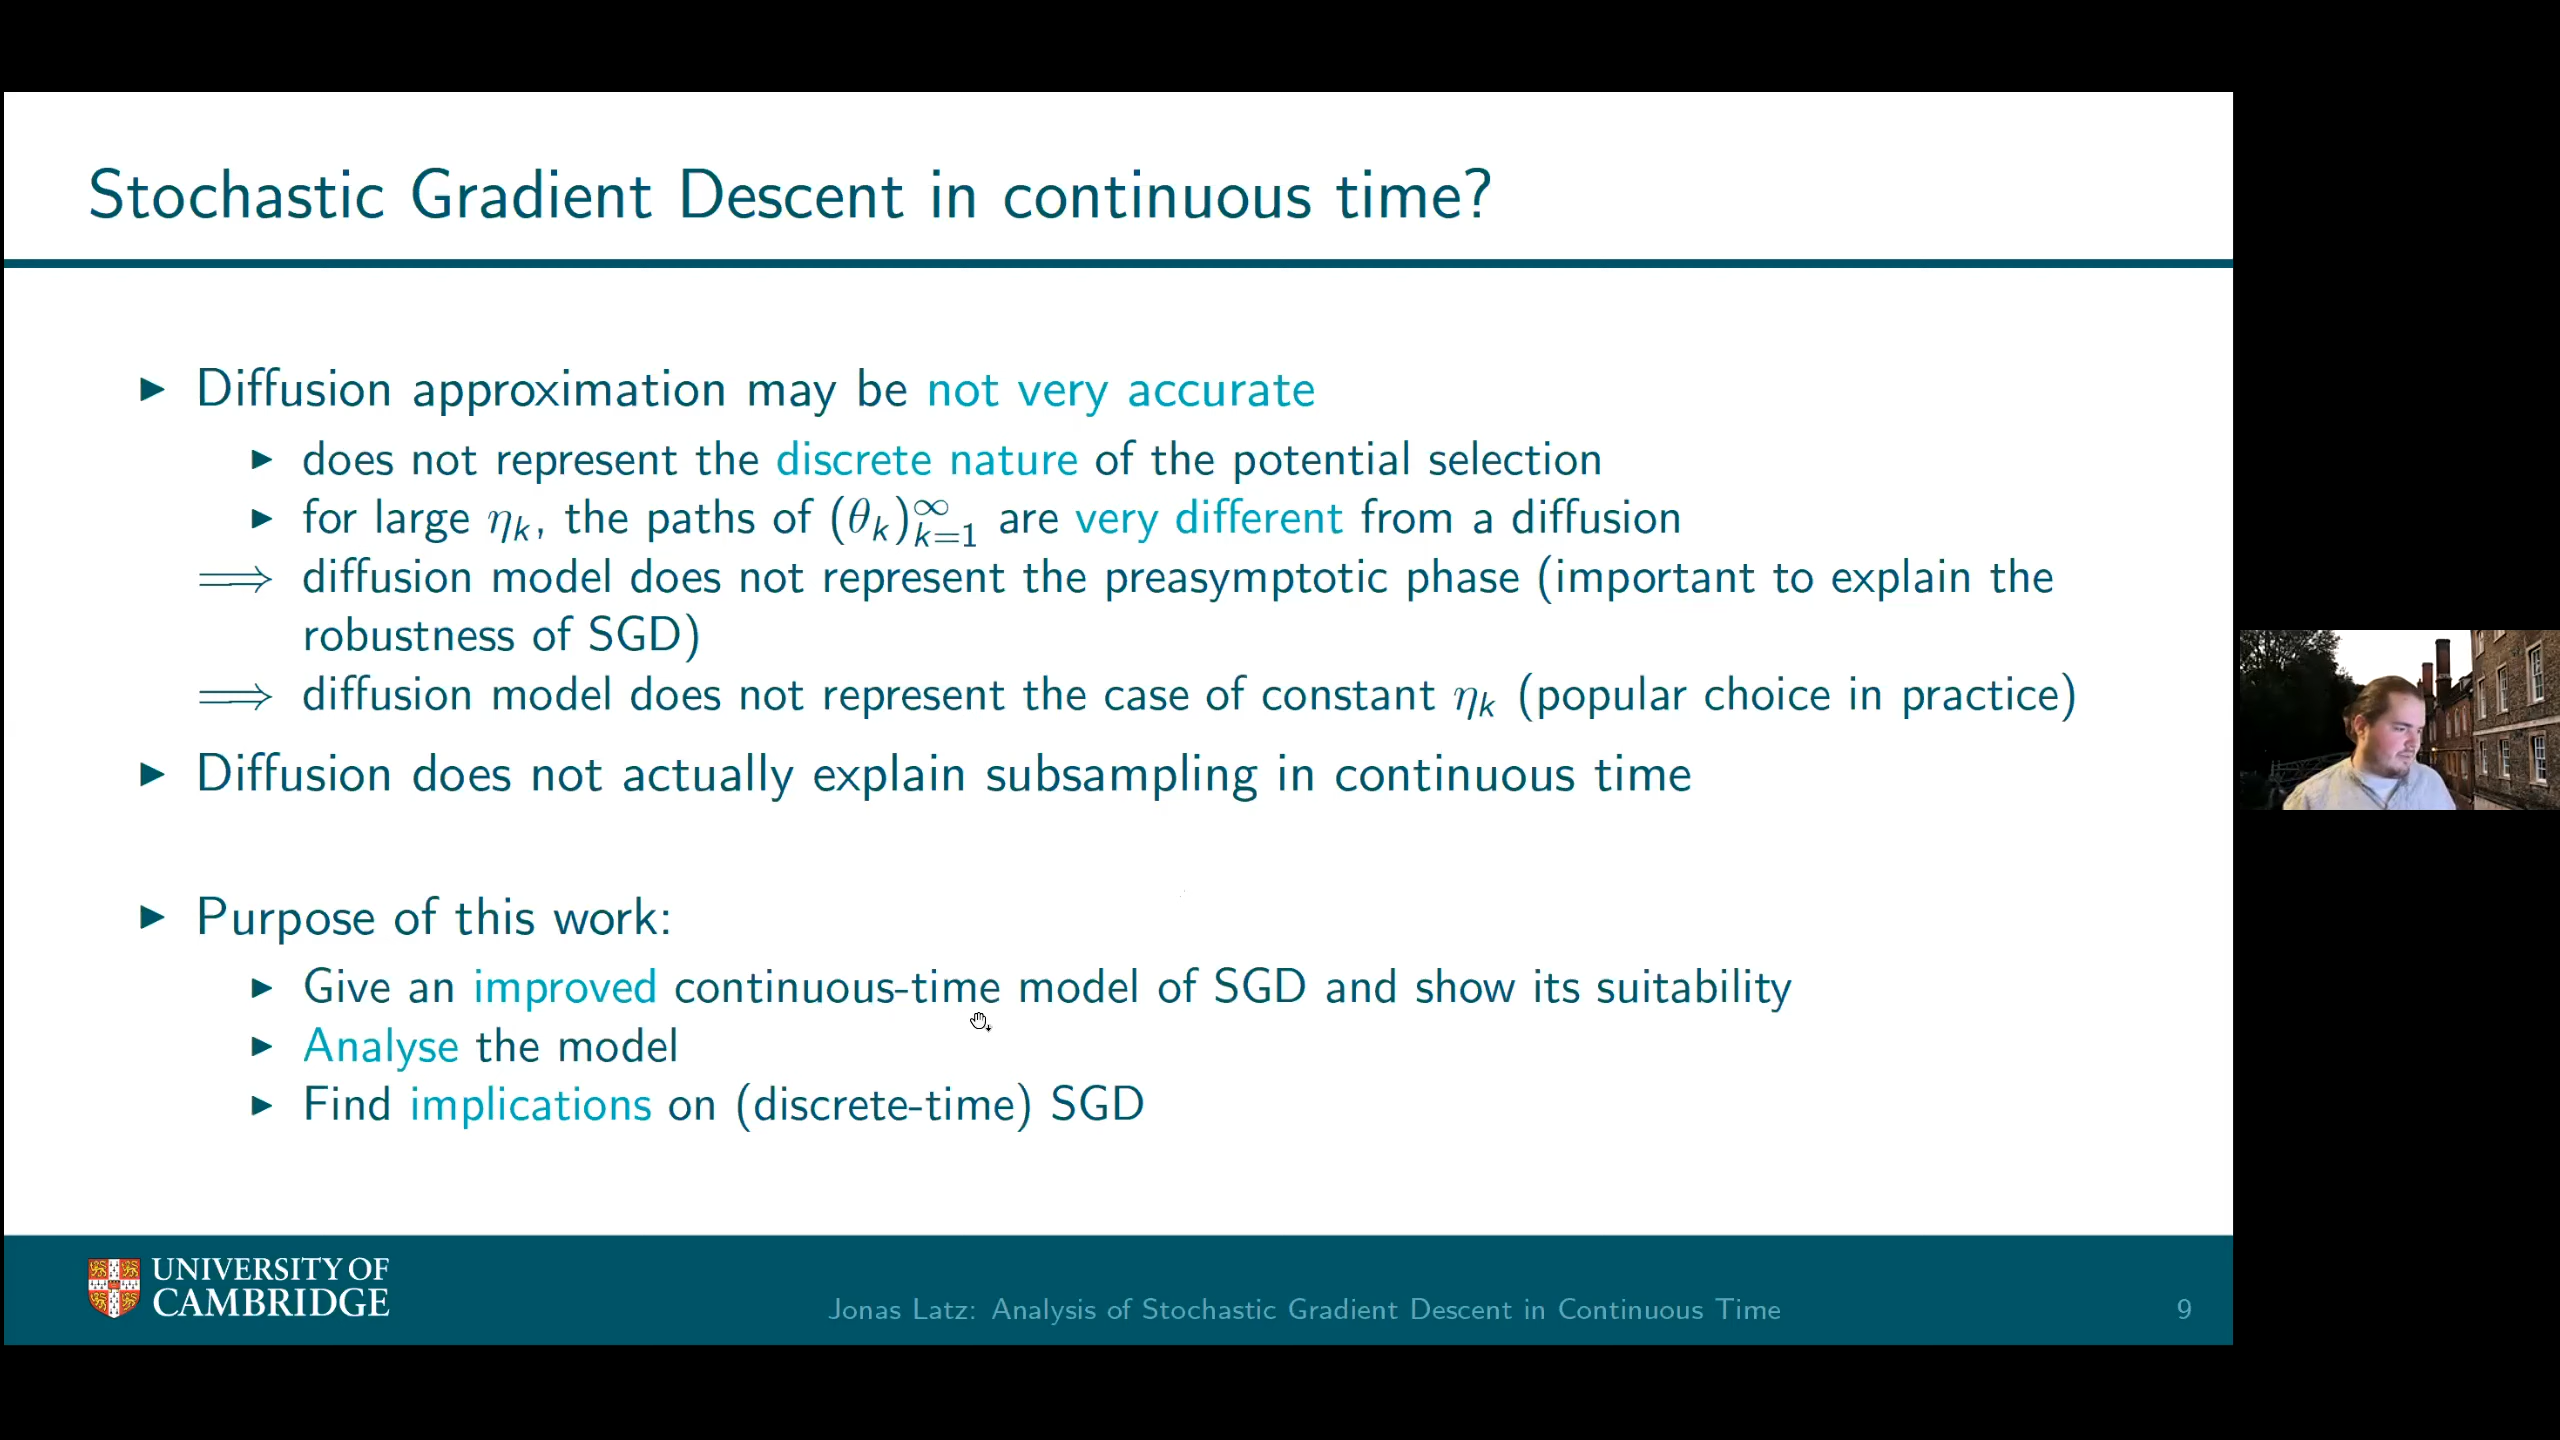 Stochastic Gradient Descent in continuous time?
▶ Diffusion approximation may be not very accurate
▶ does not represent the discrete nature of the potential selection
▶ for large ηₖ, the paths of (θₖ)∞ₖ₌₁ are very different from a diffusion
⟹ diffusion model does not represent the preasymptotic phase (important to explain the
robustness of SGD)
⟹ diffusion model does not represent the case of constant ηₖ (popular choice in practice)
▶ Diffusion does not actually explain subsampling in continuous time
▶ Purpose of this work:
▶ Give an improved continuous-time model of SGD and show its suitability
▶ Analyse the model
▶ Find implications on (discrete-time) SGD
UNIVERSITY OF
CAMBRIDGE
Jonas Latz: Analysis of Stochastic Gradient Descent in Continuous Time
9